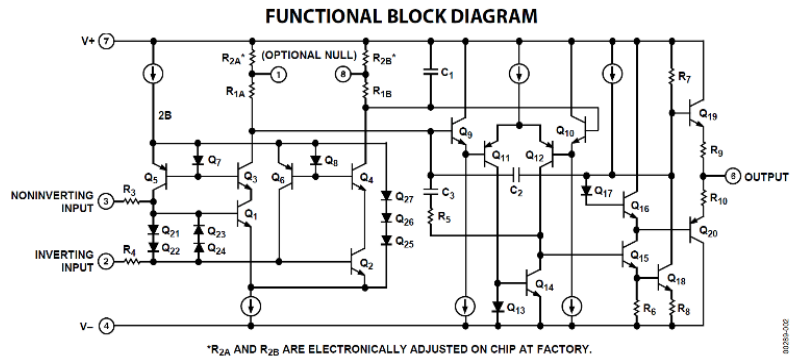 FUNCTIONAL BLOCK DIAGRAM
V+ 7
R2A* (OPTIONAL NULL) R2B*
1 8
R1A R1B
C1
R7
2B
Q19
Q9 Q10
Q5 Q7 Q3 Q6 Q8 Q4
Q11 Q12
R9
C2
6 OUTPUT
NONINVERTING
INPUT
3 R3
Q1
Q27
Q26
Q25
C3
R5
Q17
Q16
R10
Q20
Q21
Q22
Q23
Q24
INVERTING
INPUT
2 R4
Q2
Q15
Q14
Q18
Q13
R6
R8
V– 4
*R2A AND R2B ARE ELECTRONICALLY ADJUSTED ON CHIP AT FACTORY.
00289-002